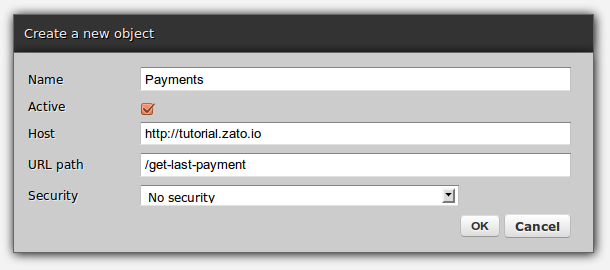 Create a new object
Name Payments
Active
Host http://tutorial.zato.io
URL path /get-last-payment
Security No security
OK Cancel